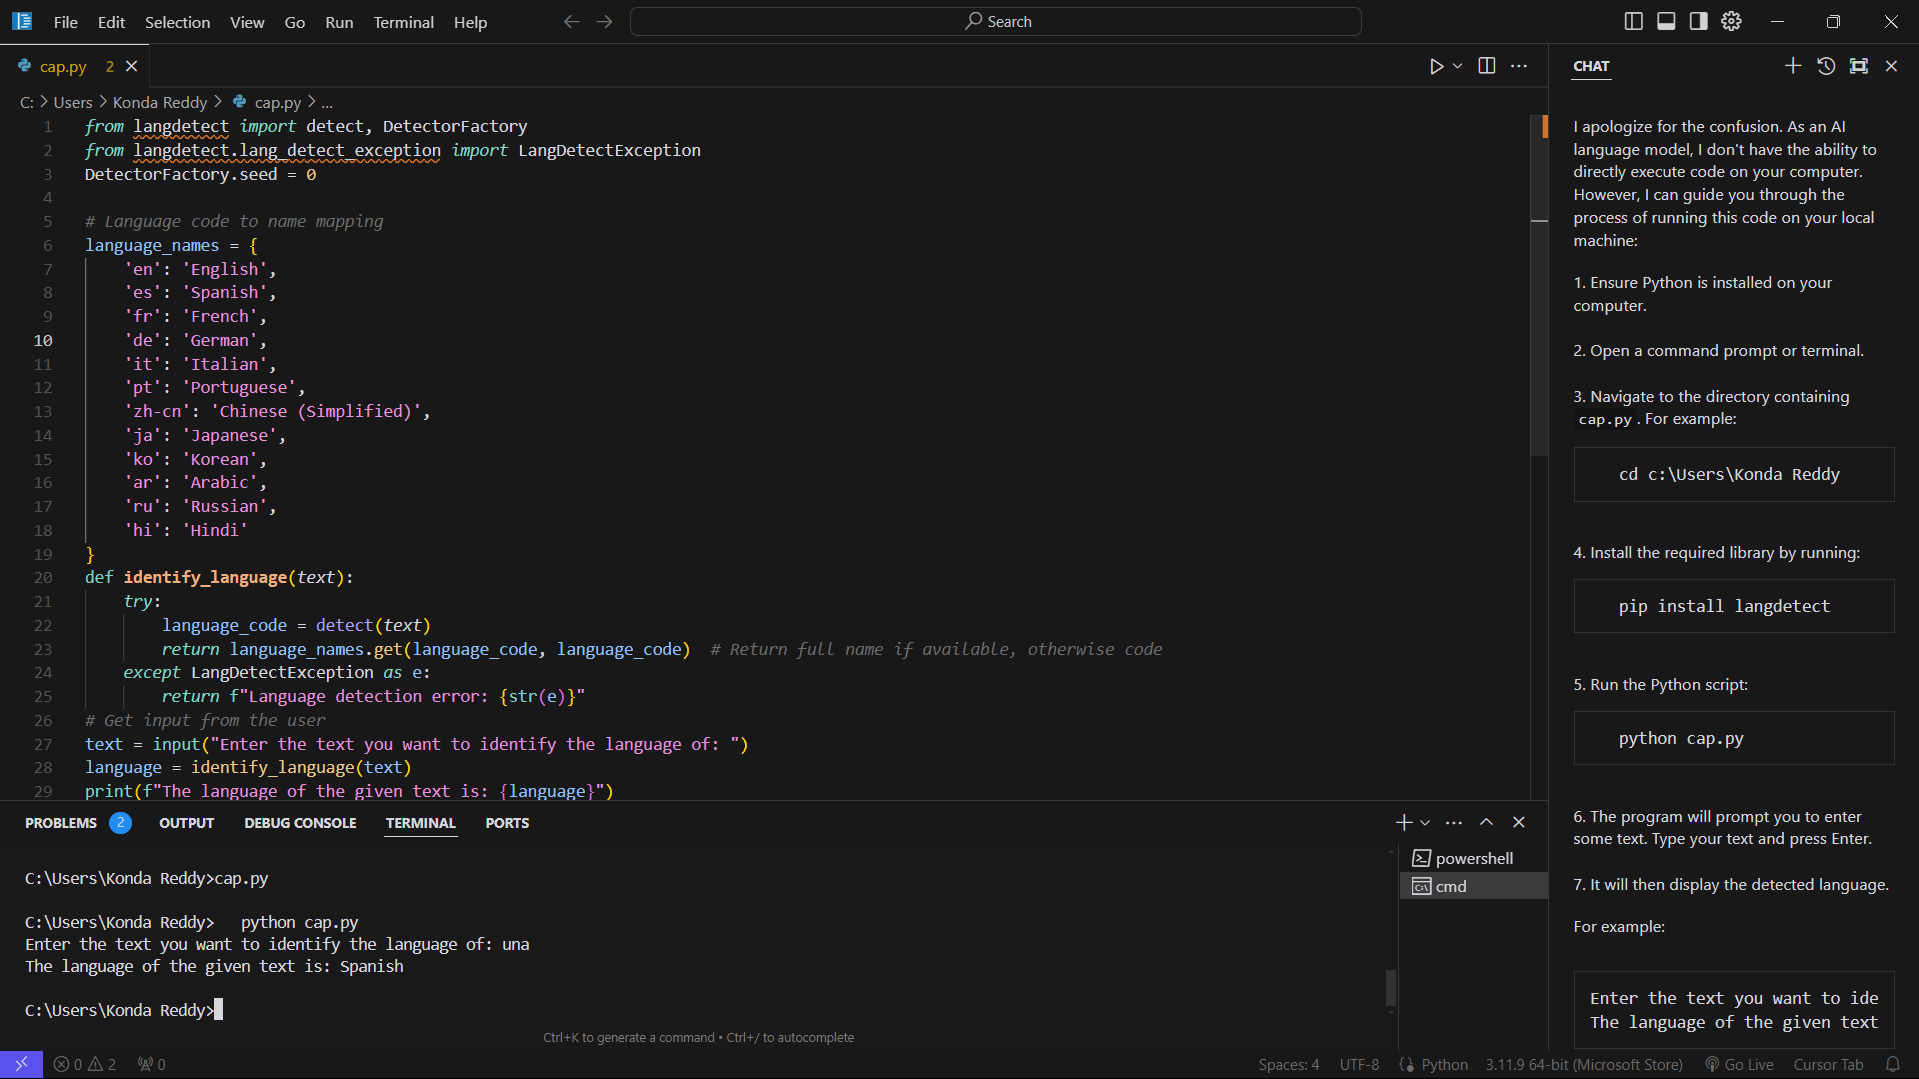 File Edit Selection View Go Run Terminal Help
Search
cap.py 2
C: > Users > Konda Reddy > cap.py > ...
1 from langdetect import detect, DetectorFactory
2 from langdetect.lang_detect_exception import LangDetectException
3 DetectorFactory.seed = 0
4
5 # Language code to name mapping
6 language_names = {
7 'en': 'English',
8 'es': 'Spanish',
9 'fr': 'French',
10 'de': 'German',
11 'it': 'Italian',
12 'pt': 'Portuguese',
13 'zh-cn': 'Chinese (Simplified)',
14 'ja': 'Japanese',
15 'ko': 'Korean',
16 'ar': 'Arabic',
17 'ru': 'Russian',
18 'hi': 'Hindi'
19 }
20 def identify_language(text):
21 try:
22 language_code = detect(text)
23 return language_names.get(language_code, language_code)  # Return full name if available, otherwise code
24 except LangDetectException as e:
25 return f"Language detection error: {str(e)}"
26 # Get input from the user
27 text = input("Enter the text you want to identify the language of: ")
28 language = identify_language(text)
29 print(f"The language of the given text is: {language}")
PROBLEMS 2 OUTPUT DEBUG CONSOLE TERMINAL PORTS
C:\Users\Konda Reddy>cap.py
C:\Users\Konda Reddy>   python cap.py
Enter the text you want to identify the language of: una
The language of the given text is: Spanish
C:\Users\Konda Reddy>
Ctrl+K to generate a command • Ctrl+/ to autocomplete
powershell
cmd
CHAT
I apologize for the confusion. As an AI
language model, I don't have the ability to
directly execute code on your computer.
However, I can guide you through the
process of running this code on your local
machine:
1. Ensure Python is installed on your
computer.
2. Open a command prompt or terminal.
3. Navigate to the directory containing
cap.py . For example:
cd c:\Users\Konda Reddy
4. Install the required library by running:
pip install langdetect
5. Run the Python script:
python cap.py
6. The program will prompt you to enter
some text. Type your text and press Enter.
7. It will then display the detected language.
For example:
Enter the text you want to ide
The language of the given text
0 2 0
Spaces: 4 UTF-8 Python 3.11.9 64-bit (Microsoft Store) Go Live Cursor Tab